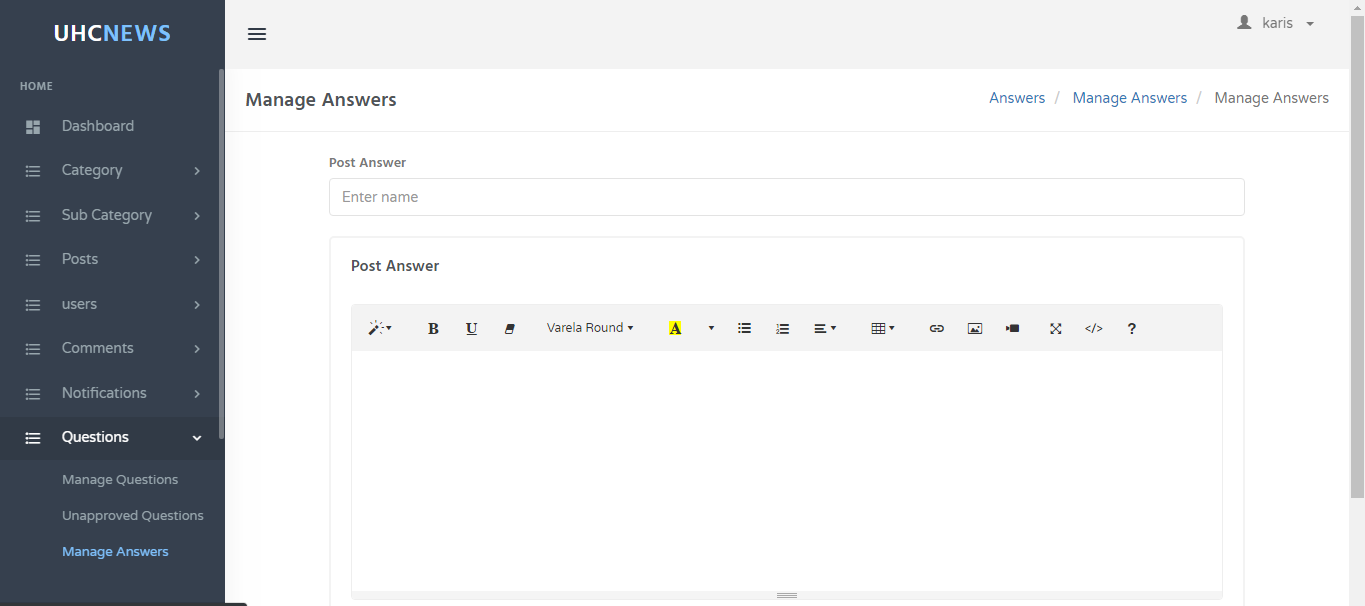 UHCNEWS
karis
HOME
Manage Answers
Answers / Manage Answers / Manage Answers
Dashboard
Category
Sub Category
Posts
users
Comments
Notifications
Questions
Manage Questions
Unapproved Questions
Manage Answers
Post Answer
Enter name
Post Answer
B U Varela Round A </> ?